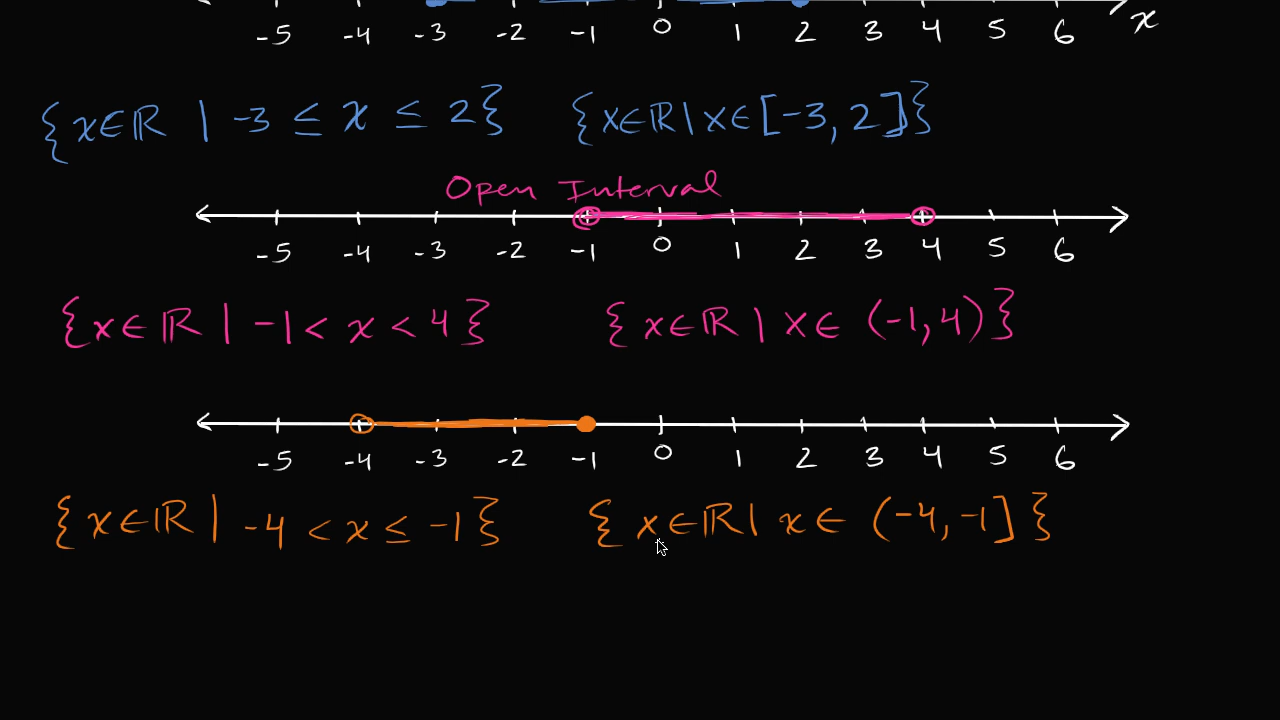 -5 -4 -3 -2 -1 0 1 2 3 4 5 6 x
{x∈ℝ | -3 ≤ x ≤ 2} {x∈ℝ | x∈[-3, 2]}
Open Interval
-5 -4 -3 -2 -1 0 1 2 3 4 5 6
{x∈ℝ | -1 < x < 4} {x∈ℝ | x∈ (-1, 4)}
-5 -4 -3 -2 -1 0 1 2 3 4 5 6
{x∈ℝ | -4 < x ≤ -1} {x∈ℝ | x∈ (-4, -1]}